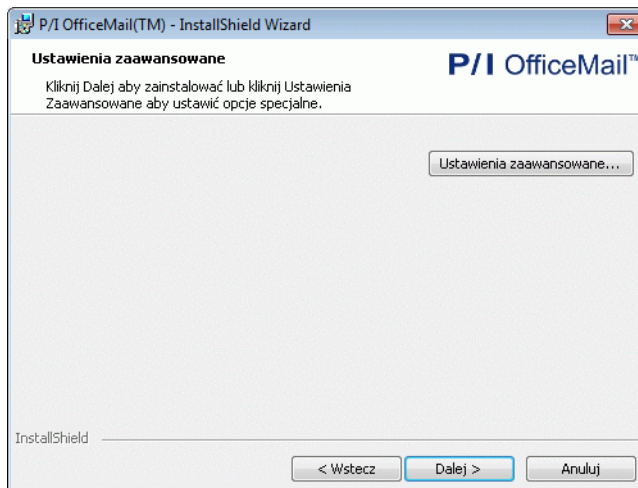 P/I OfficeMail(TM) - InstallShield Wizard
Ustawienia zaawansowane
P/I OfficeMail™
Kliknij Dalej aby zainstalować lub kliknij Ustawienia
Zaawansowane aby ustawić opcje specjalne.
Ustawienia zaawansowane...
InstallShield
< Wstecz
Dalej >
Anuluj